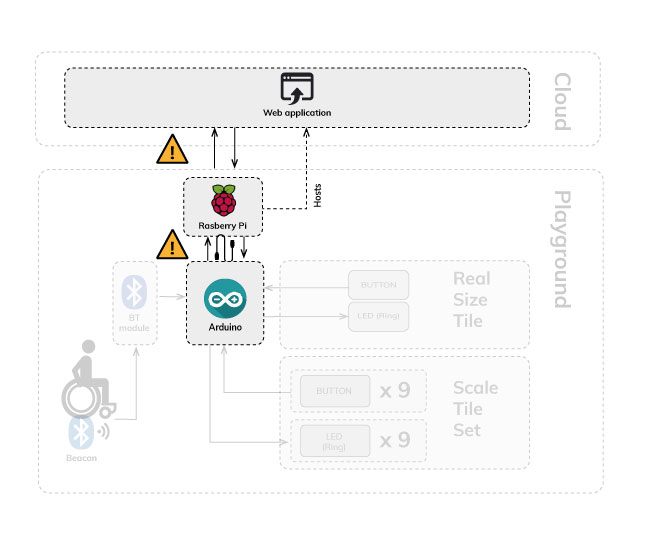 Web application
Cloud
Rasberry Pi
Hosts
Playground
Arduino
BT
module
BUTTON
LED (Ring)
Real
Size
Tile
BUTTON
x 9
LED
(Ring)
x 9
Scale
Tile
Set
Beacon